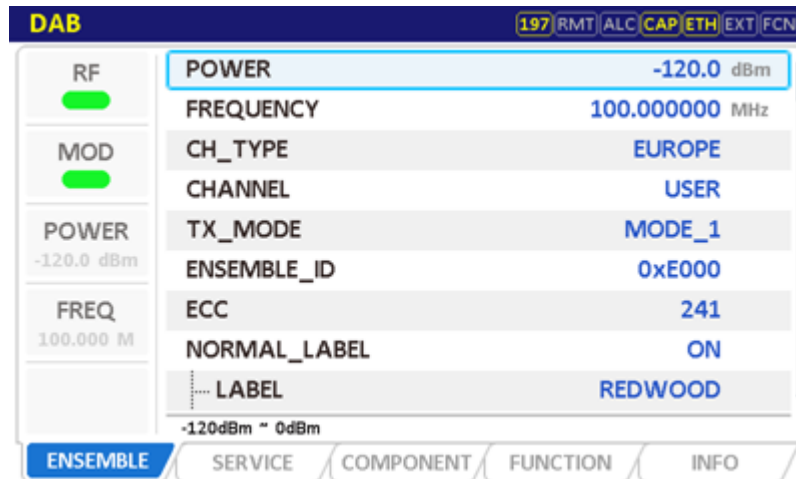 DAB 197 RMT ALC CAP ETH EXT FCN
RF
MOD
POWER
-120.0 dBm
FREQ
100.000 M
POWER -120.0 dBm
FREQUENCY 100.000000 MHz
CH_TYPE EUROPE
CHANNEL USER
TX_MODE MODE_1
ENSEMBLE_ID 0xE000
ECC 241
NORMAL_LABEL ON
LABEL REDWOOD
-120dBm ~ 0dBm
ENSEMBLE SERVICE COMPONENT FUNCTION INFO